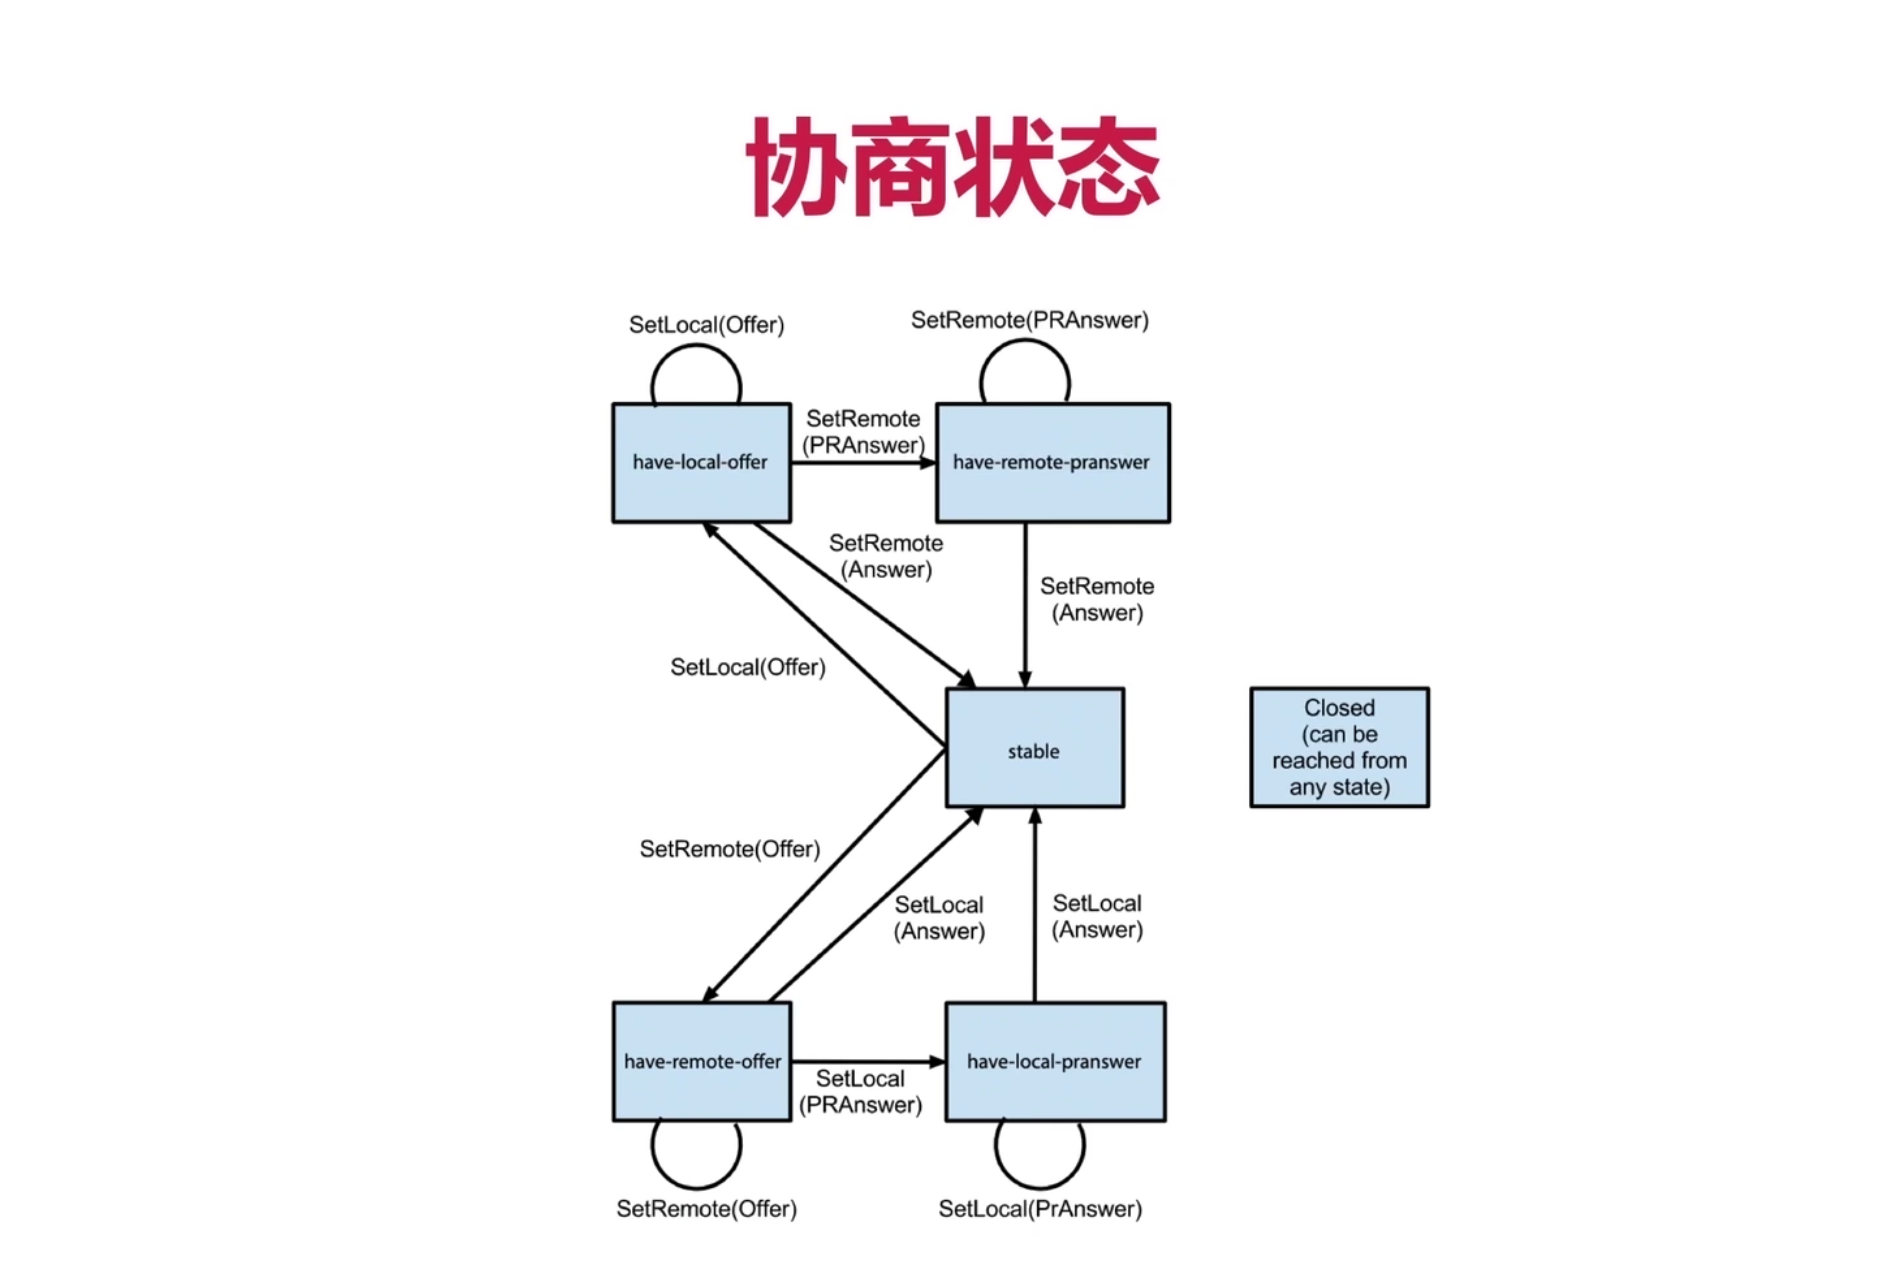 协商状态
SetLocal(Offer)
SetRemote(PRAnswer)
have-local-offer
SetRemote
(PRAnswer)
have-remote-pranswer
SetRemote
(Answer)
SetRemote
(Answer)
SetLocal(Offer)
stable
Closed
(can be
reached from
any state)
SetRemote(Offer)
SetLocal
(Answer)
SetLocal
(Answer)
have-remote-offer
SetLocal
(PRAnswer)
have-local-pranswer
SetRemote(Offer)
SetLocal(PrAnswer)